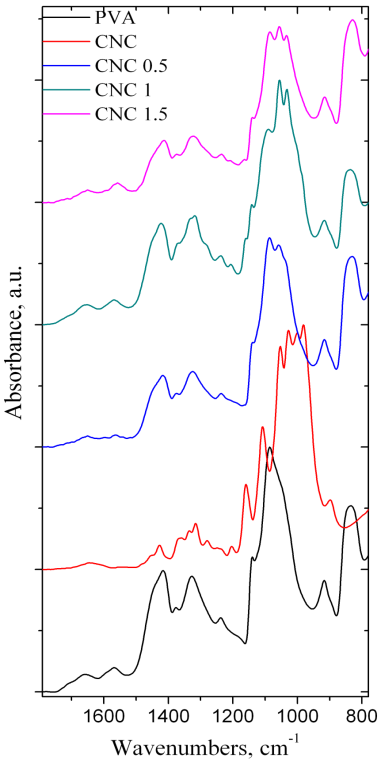 PVA
CNC
CNC 0.5
CNC 1
CNC 1.5
Absorbance, a.u.
1600 1400 1200 1000 800
Wavenumbers, cm-1